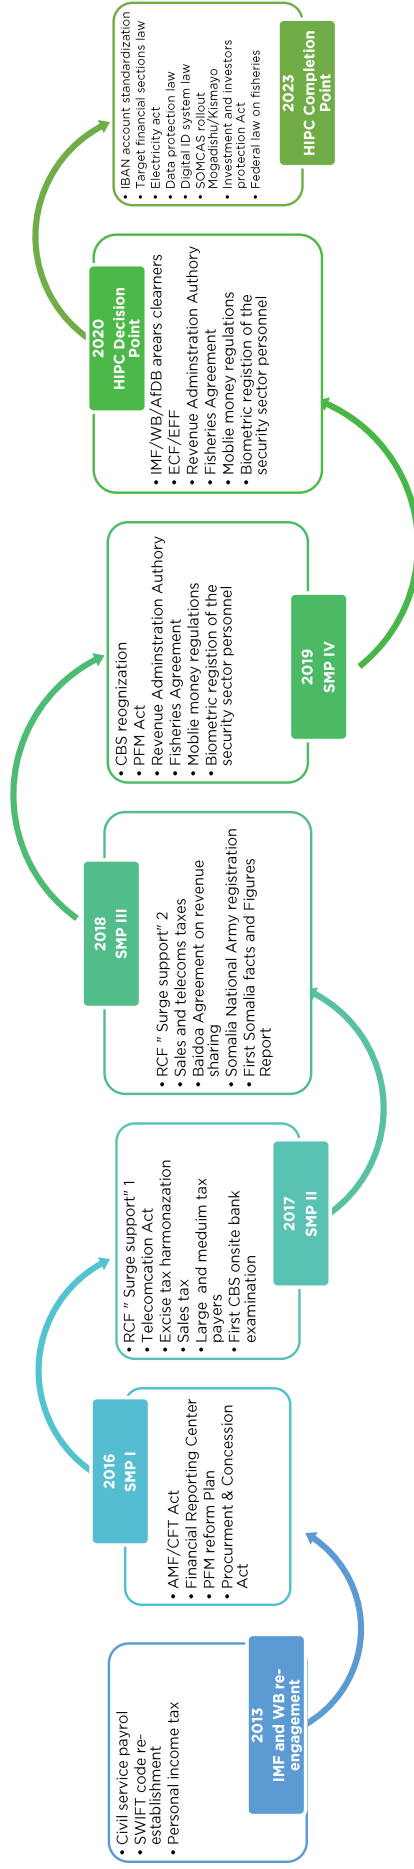 • Civil service payrol
• SWIFT code re-
establishment
• Personal income tax
2013
IMF and WB re-
engagement
2016
SMP I
• AMF/CFT Act
• Financial Reporting Center
• PFM reform Plan
• Procurment & Concession
Act
• RCF " Surge support" 1
• Telecomcation Act
• Excise tax harmonazation
• Sales tax
• Large and meduim tax
payers
• First CBS onsite bank
examination
2017
SMP II
2018
SMP III
• RCF " Surge support" 2
• Sales and telecoms taxes
• Baidoa Agreement on revenue
sharing
• Somalia National Army registration
• First Somalia facts and Figures
Report
• CBS reognization
• PFM Act
• Revenue Adminstration Authory
• Fisheries Agreement
• Moblie money regulations
• Biometric registion of the
security sector personnel
2019
SMP IV
2020
HIPC Decision
Point
• IMF/WB/AfDB arears clearners
• ECF/EFF
• Revenue Adminstration Authory
• Fisheries Agreement
• Moblie money regulations
• Biometric registion of the
security sector personnel
• IBAN account standardization
• Target financial sections law
• Electricity act
• Data protection law
• Digital ID system law
• SOMCAS rollout
Mogadishu/Kismayo
• Investment and investors
protection Act
• Federal law on fisheries
2023
HIPC Completion
Point